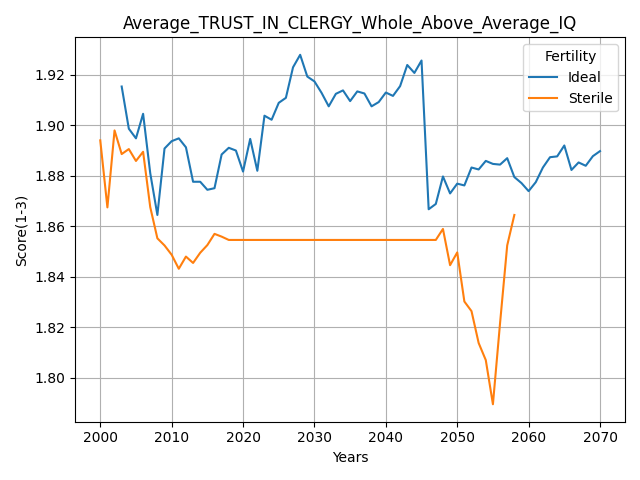 Average_TRUST_IN_CLERGY_Whole_Above_Average_IQ
Fertility
Ideal
Sterile
Score(1-3)
1.92
1.90
1.88
1.86
1.84
1.82
1.80
2000 2010 2020 2030 2040 2050 2060 2070
Years